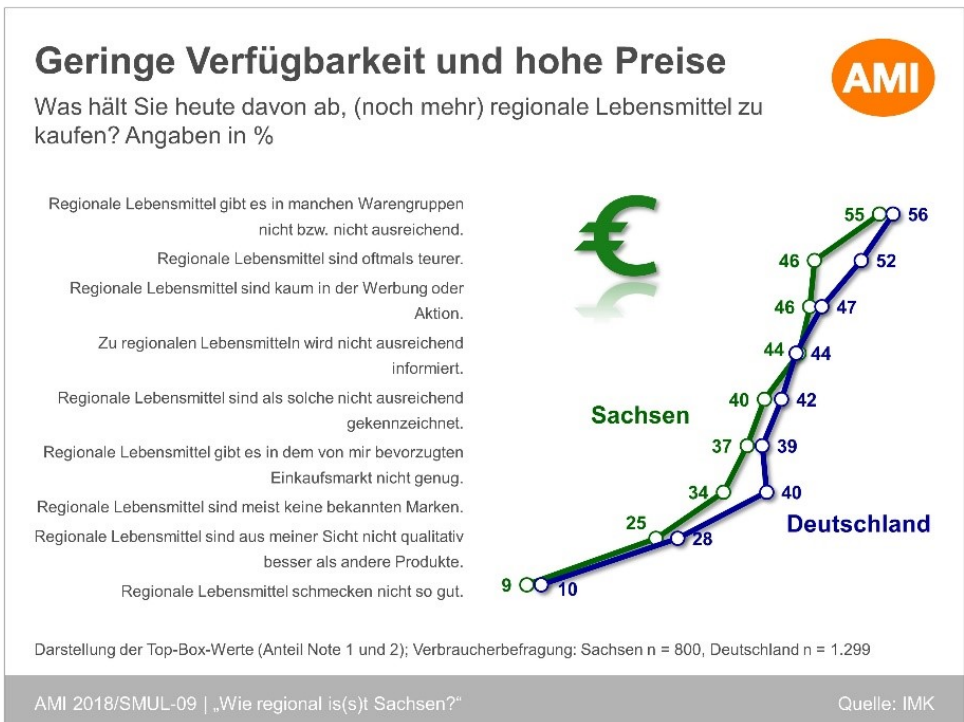 Geringe Verfügbarkeit und hohe Preise
AMI
Was hält Sie heute davon ab, (noch mehr) regionale Lebensmittel zu
kaufen? Angaben in %
Regionale Lebensmittel gibt es in manchen Warengruppen
nicht bzw. nicht ausreichend.
55 56
Regionale Lebensmittel sind oftmals teurer.
46 52
Regionale Lebensmittel sind kaum in der Werbung oder
Aktion.
46 47
Zu regionalen Lebensmitteln wird nicht ausreichend
informiert.
44 44
Regionale Lebensmittel sind als solche nicht ausreichend
gekennzeichnet.
40 42
Sachsen
Regionale Lebensmittel gibt es in dem von mir bevorzugten
Einkaufsmarkt nicht genug.
37 39
Regionale Lebensmittel sind meist keine bekannten Marken.
34 40
Deutschland
Regionale Lebensmittel sind aus meiner Sicht nicht qualitativ
besser als andere Produkte.
25 28
Regionale Lebensmittel schmecken nicht so gut.
9 10
€
Darstellung der Top-Box-Werte (Anteil Note 1 und 2); Verbraucherbefragung: Sachsen n = 800, Deutschland n = 1.299
AMI 2018/SMUL-09 | „Wie regional is(s)t Sachsen?“
Quelle: IMK